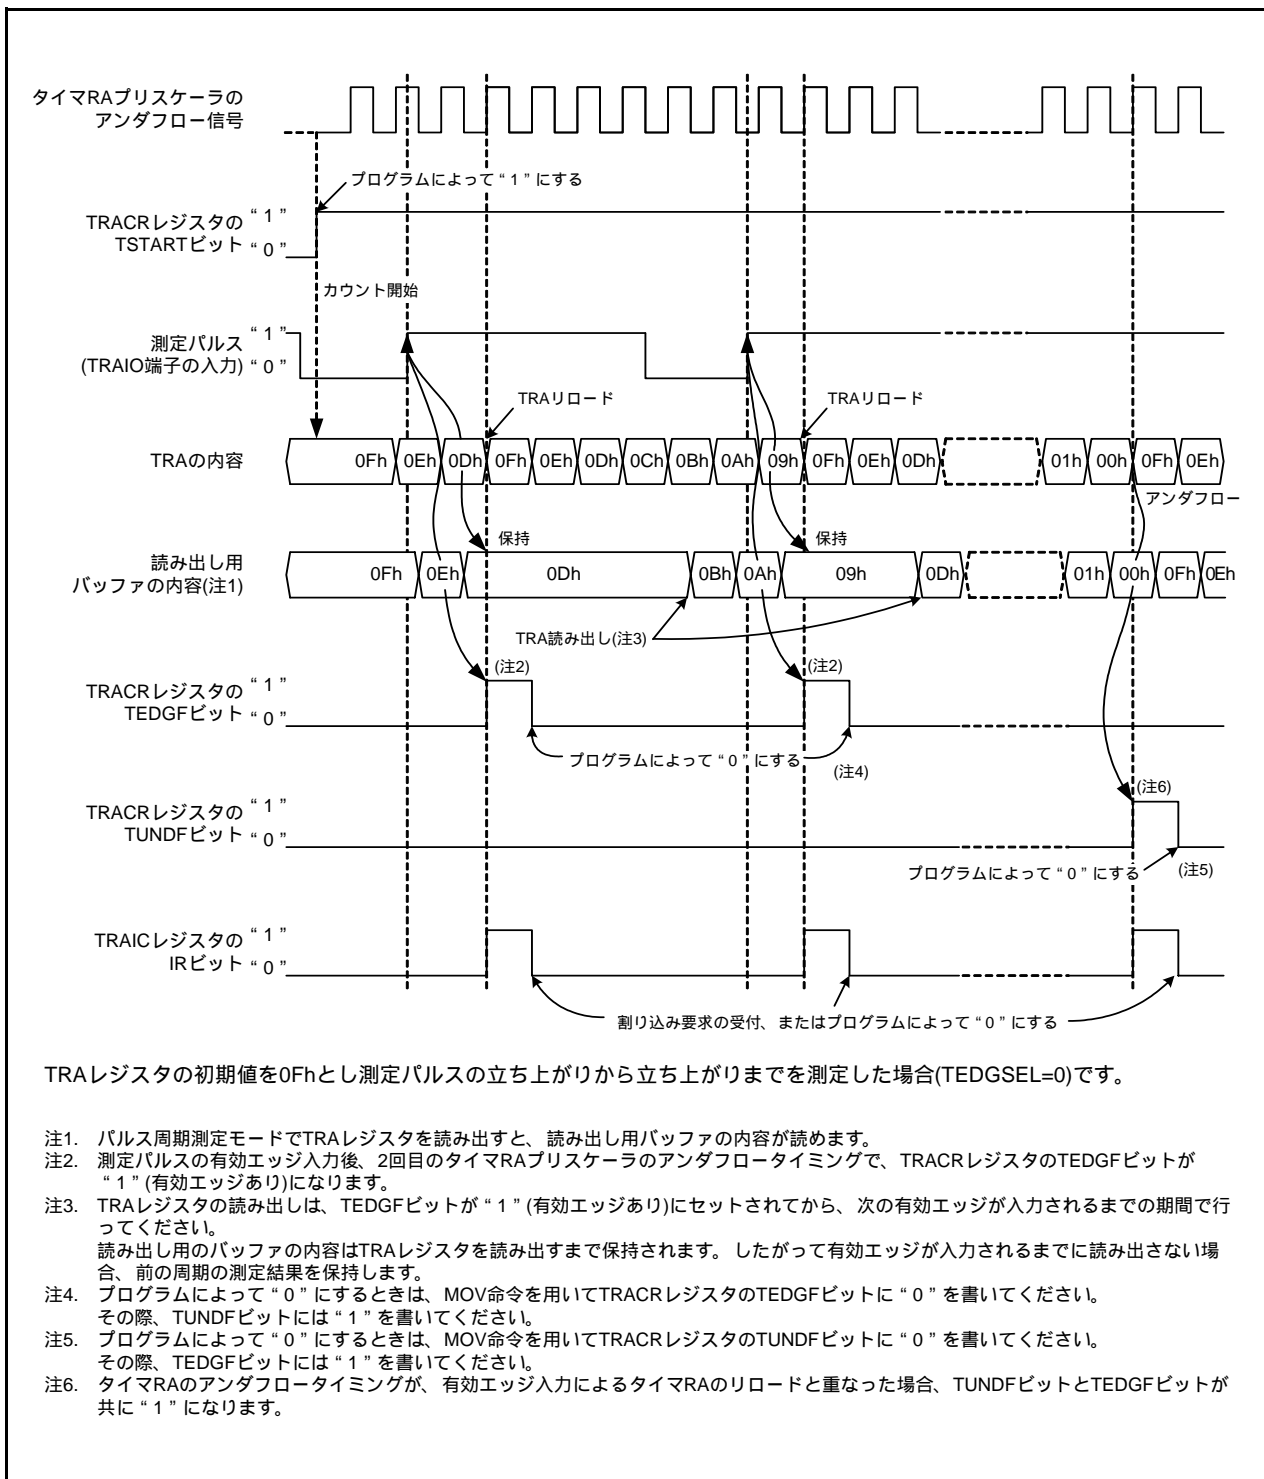 タイマRAプリスケーラの
アンダフロー信号
プログラムによって“1”にする
TRACRレジスタの
TSTARTビット
“1”
“0”
カウント開始
測定パルス
(TRAIO端子の入力)
“1”
“0”
TRAリロード
TRAリロード
TRAの内容
0Fh 0Eh 0Dh 0Fh 0Eh 0Dh 0Ch 0Bh 0Ah 09h 0Fh 0Eh 0Dh 01h 00h 0Fh 0Eh
アンダフロー
保持
保持
読み出し用
バッファの内容(注1)
0Fh 0Eh 0Dh 0Bh 0Ah 09h 0Dh 01h 00h 0Fh 0Eh
TRA読み出し(注3)
(注2)
(注2)
TRACRレジスタの
TEDGFビット
“1”
“0”
プログラムによって“0”にする
(注4)
TRACRレジスタの
TUNDFビット
“1”
“0”
(注6)
プログラムによって“0”にする
(注5)
TRAICレジスタの
IRビット
“1”
“0”
割り込み要求の受付、またはプログラムによって“0”にする
TRAレジスタの初期値を0Fhとし測定パルスの立ち上がりから立ち上がりまでを測定した場合(TEDGSEL=0)です。
注1. パルス周期測定モードでTRAレジスタを読み出すと、読み出し用バッファの内容が読めます。
注2. 測定パルスの有効エッジ入力後、2回目のタイマRAプリスケーラのアンダフロータイミングで、TRACRレジスタのTEDGFビットが
“1”(有効エッジあり)になります。
注3. TRAレジスタの読み出しは、TEDGFビットが“1”(有効エッジあり)にセットされてから、次の有効エッジが入力されるまでの期間で行
ってください。
読み出し用のバッファの内容はTRAレジスタを読み出すまで保持されます。したがって有効エッジが入力されるまでに読み出さない場
合、前の周期の測定結果を保持します。
注4. プログラムによって“0”にするときは、MOV命令を用いてTRACRレジスタのTEDGFビットに“0”を書いてください。
その際、TUNDFビットには“1”を書いてください。
注5. プログラムによって“0”にするときは、MOV命令を用いてTRACRレジスタのTUNDFビットに“0”を書いてください。
その際、TEDGFビットには“1”を書いてください。
注6. タイマRAのアンダフロータイミングが、有効エッジ入力によるタイマRAのリロードと重なった場合、TUNDFビットとTEDGFビットが
共に“1”になります。